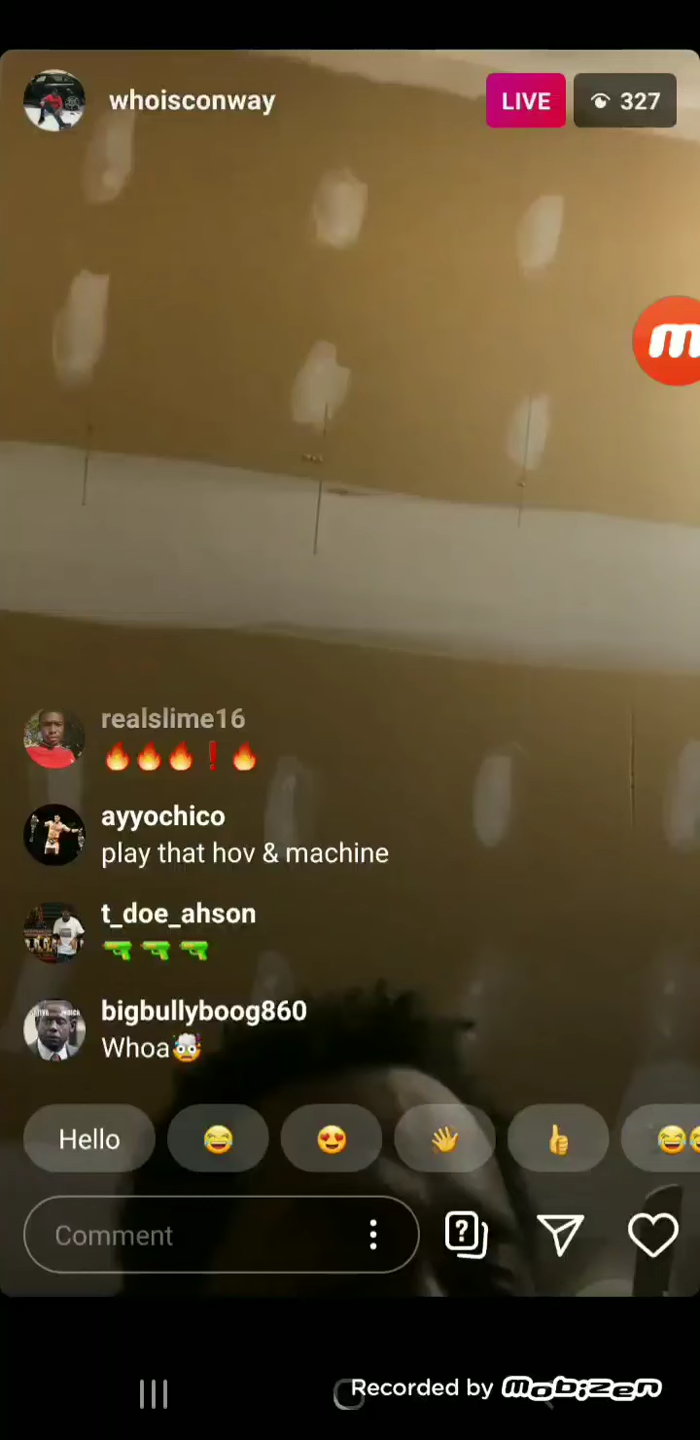 whoisconway
LIVE
327
m
realslime16
🔥🔥🔥❗🔥
ayyochico
play that hov & machine
t_doe_ahson
🔫🔫🔫
bigbullyboog860
Whoa🤯
Hello
😂
😍
👋
👍
😂😂
Comment
?
Recorded by mobizen